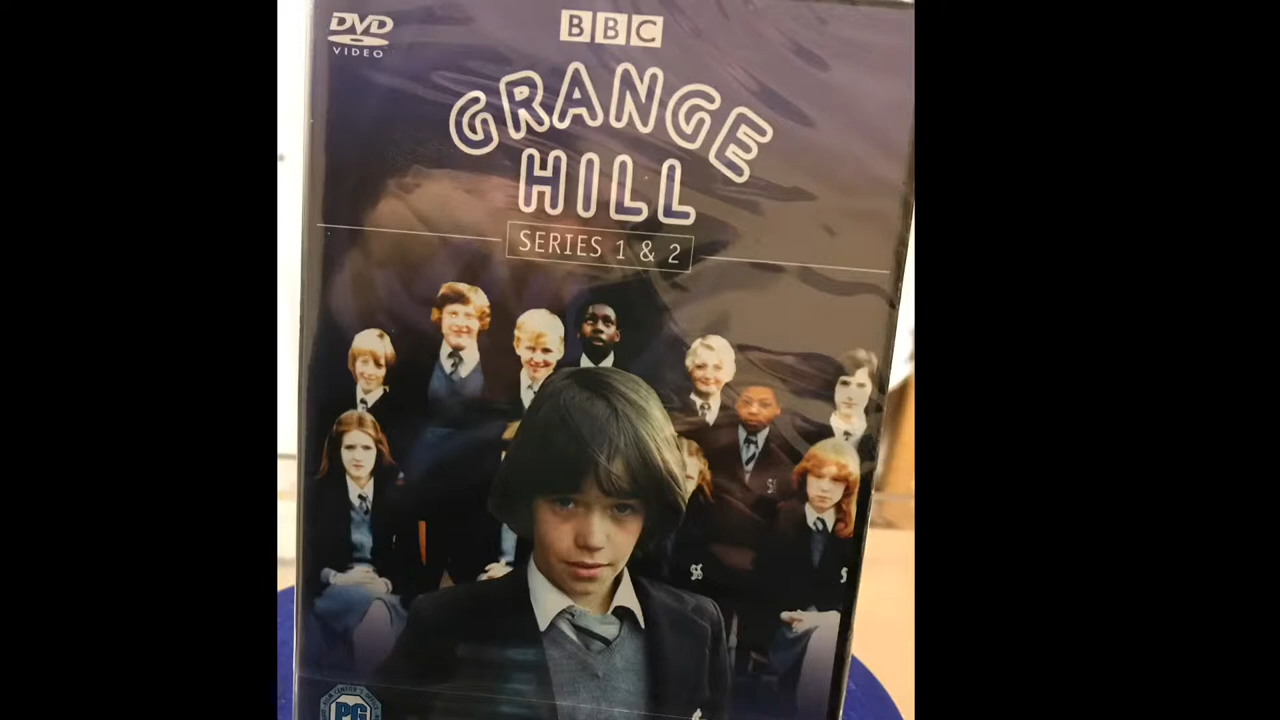 DVD
VIDEO
BBC
GRANGE
HILL
SERIES 1 & 2
PG